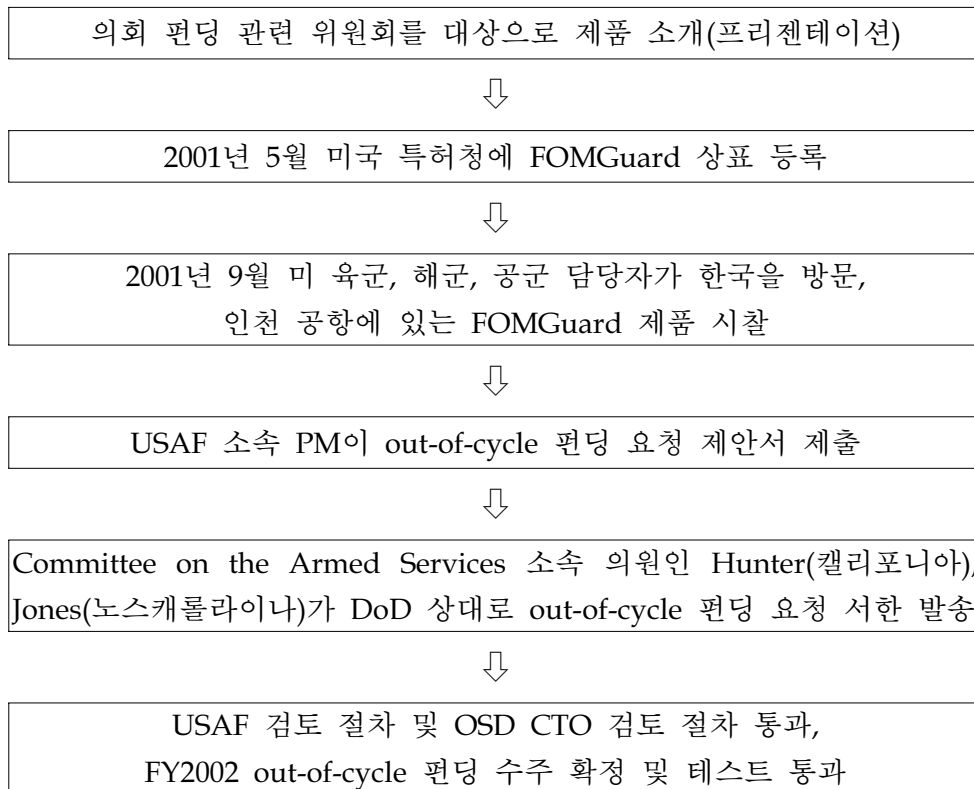 의회 펀딩 관련 위원회를 대상으로 제품 소개(프리젠테이션)
⇩
2001년 5월 미국 특허청에 FOMGuard 상표 등록
⇩
2001년 9월 미 육군, 해군, 공군 담당자가 한국을 방문,
인천 공항에 있는 FOMGuard 제품 시찰
⇩
USAF 소속 PM이 out-of-cycle 펀딩 요청 제안서 제출
⇩
Committee on the Armed Services 소속 의원인 Hunter(캘리포니아),
Jones(노스캐롤라이나)가 DoD 상대로 out-of-cycle 펀딩 요청 서한 발송
⇩
USAF 검토 절차 및 OSD CTO 검토 절차 통과,
FY2002 out-of-cycle 펀딩 수주 확정 및 테스트 통과